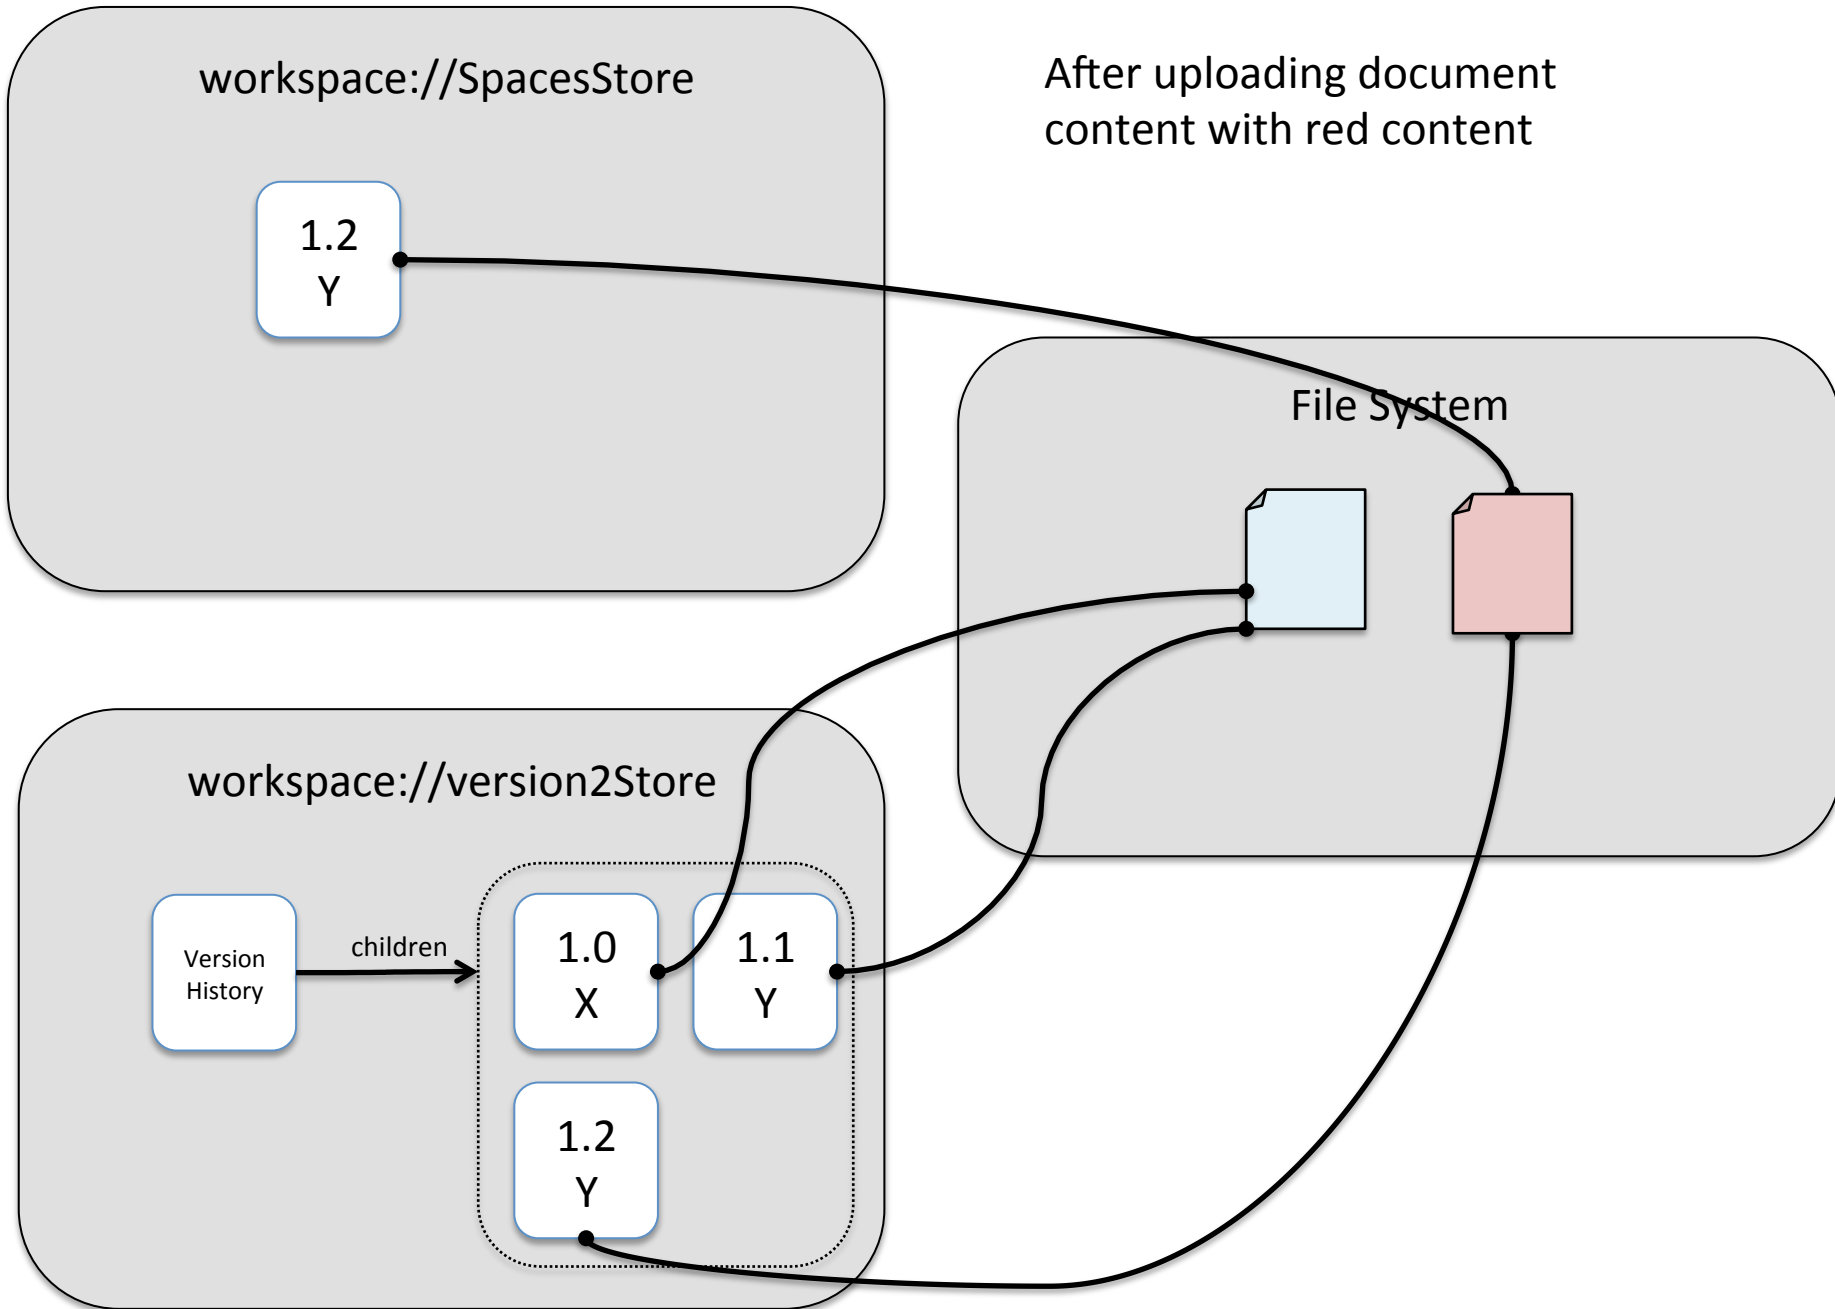 workspace://SpacesStore
After uploading document
content with red content
1.2
Y
File System
workspace://version2Store
Version
History
children
1.0
X
1.1
Y
1.2
Y